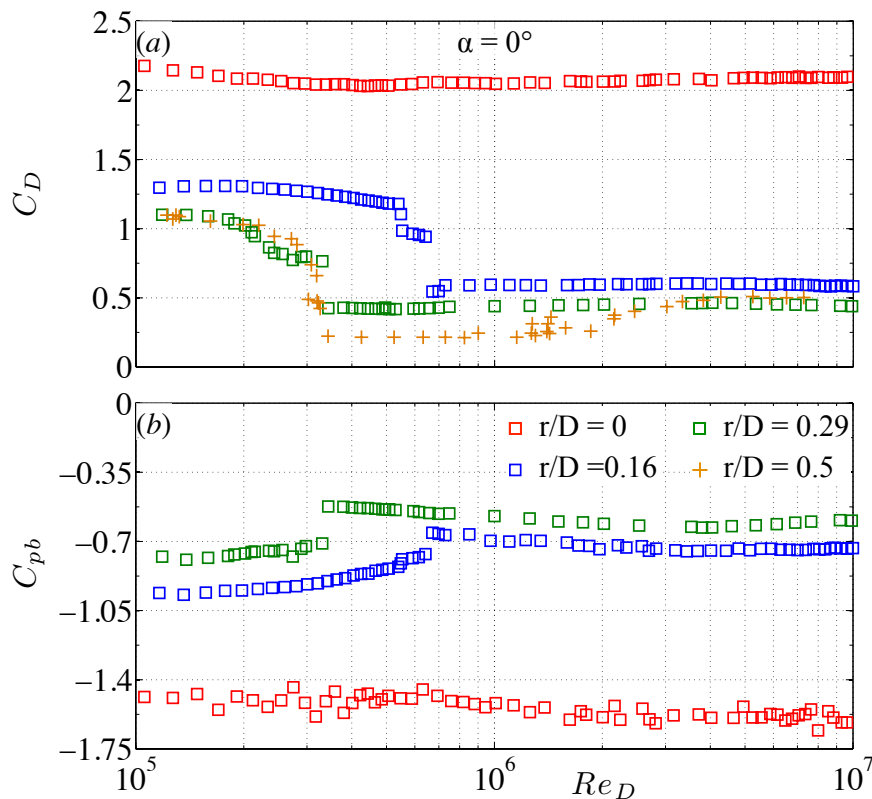 (a)
α = 0°
2.5
2
1.5
1
0.5
0
C_D
(b)
r/D = 0
r/D = 0.29
r/D =0.16
r/D = 0.5
0
−0.35
−0.7
−1.05
−1.4
−1.75
C_pb
10^5
10^6
Re_D
10^7